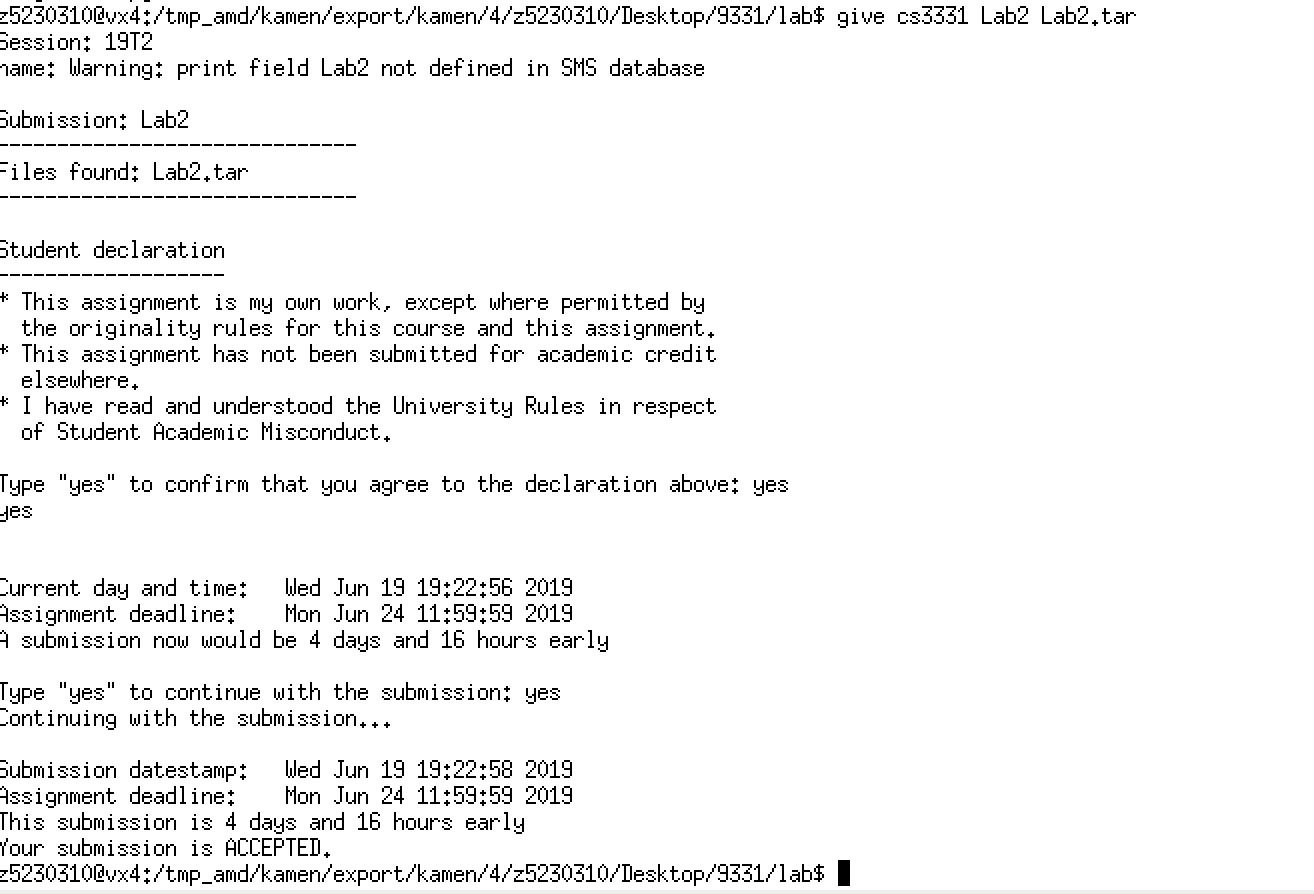 z5230310@vx4:/tmp_amd/kamen/export/kamen/4/z5230310/Desktop/9331/lab$ give cs3331 Lab2 Lab2.tar
Session: 19T2
name: Warning: print field Lab2 not defined in SMS database
Submission: Lab2
------------------------------
Files found: Lab2.tar
------------------------------
Student declaration
-------------------
* This assignment is my own work, except where permitted by
the originality rules for this course and this assignment.
* This assignment has not been submitted for academic credit
elsewhere.
* I have read and understood the University Rules in respect
of Student Academic Misconduct.
Type "yes" to confirm that you agree to the declaration above: yes
yes
Current day and time:   Wed Jun 19 19:22:56 2019
Assignment deadline:    Mon Jun 24 11:59:59 2019
A submission now would be 4 days and 16 hours early
Type "yes" to continue with the submission: yes
Continuing with the submission...
Submission datestamp:   Wed Jun 19 19:22:58 2019
Assignment deadline:    Mon Jun 24 11:59:59 2019
This submission is 4 days and 16 hours early
Your submission is ACCEPTED.
z5230310@vx4:/tmp_amd/kamen/export/kamen/4/z5230310/Desktop/9331/lab$